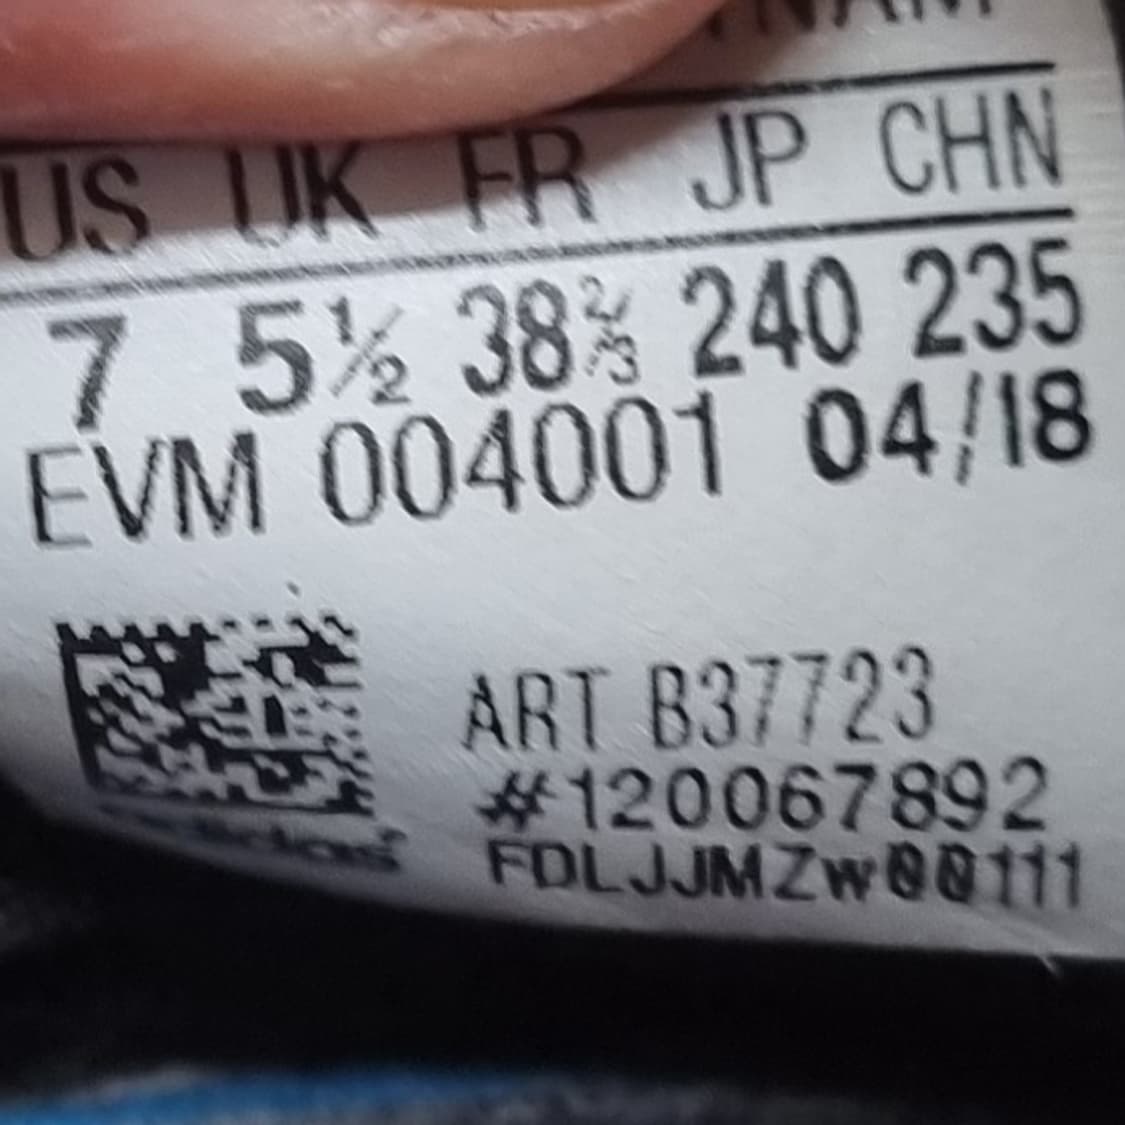 US UK FR JP CHN
7 5½ 38⅔ 240 235
EVM 004001 04/18
ART B37723
#120067892
adidas
FDLJJMZw00111